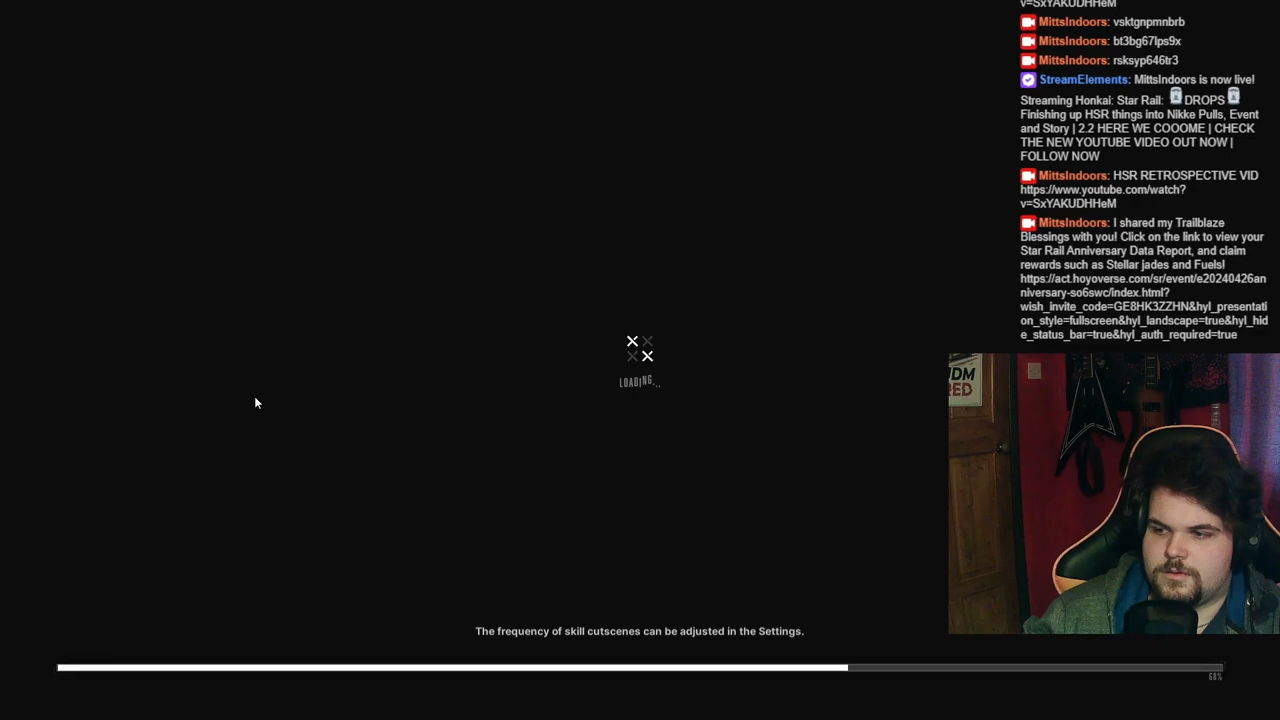 v=SxYAKUDHHeM
MittsIndoors: vsktgnpmnbrb
MittsIndoors: bt3bg67lps9x
MittsIndoors: rsksyp646tr3
StreamElements: MittsIndoors is now live!
Streaming Honkai: Star Rail: DROPS
Finishing up HSR things into Nikke Pulls, Event
and Story | 2.2 HERE WE COOOME | CHECK
THE NEW YOUTUBE VIDEO OUT NOW |
FOLLOW NOW
MittsIndoors: HSR RETROSPECTIVE VID
https://www.youtube.com/watch?
v=SxYAKUDHHeM
MittsIndoors: I shared my Trailblaze
Blessings with you! Click on the link to view your
Star Rail Anniversary Data Report, and claim
rewards such as Stellar jades and Fuels!
https://act.hoyoverse.com/sr/event/e20240426an
niversary-so6swc/index.html?
wish_invite_code=GE8HK3ZZHN&hyl_presentati
on_style=fullscreen&hyl_landscape=true&hyl_hid
e_status_bar=true&hyl_auth_required=true
LOADING...
UDM
RED
The frequency of skill cutscenes can be adjusted in the Settings.
68%